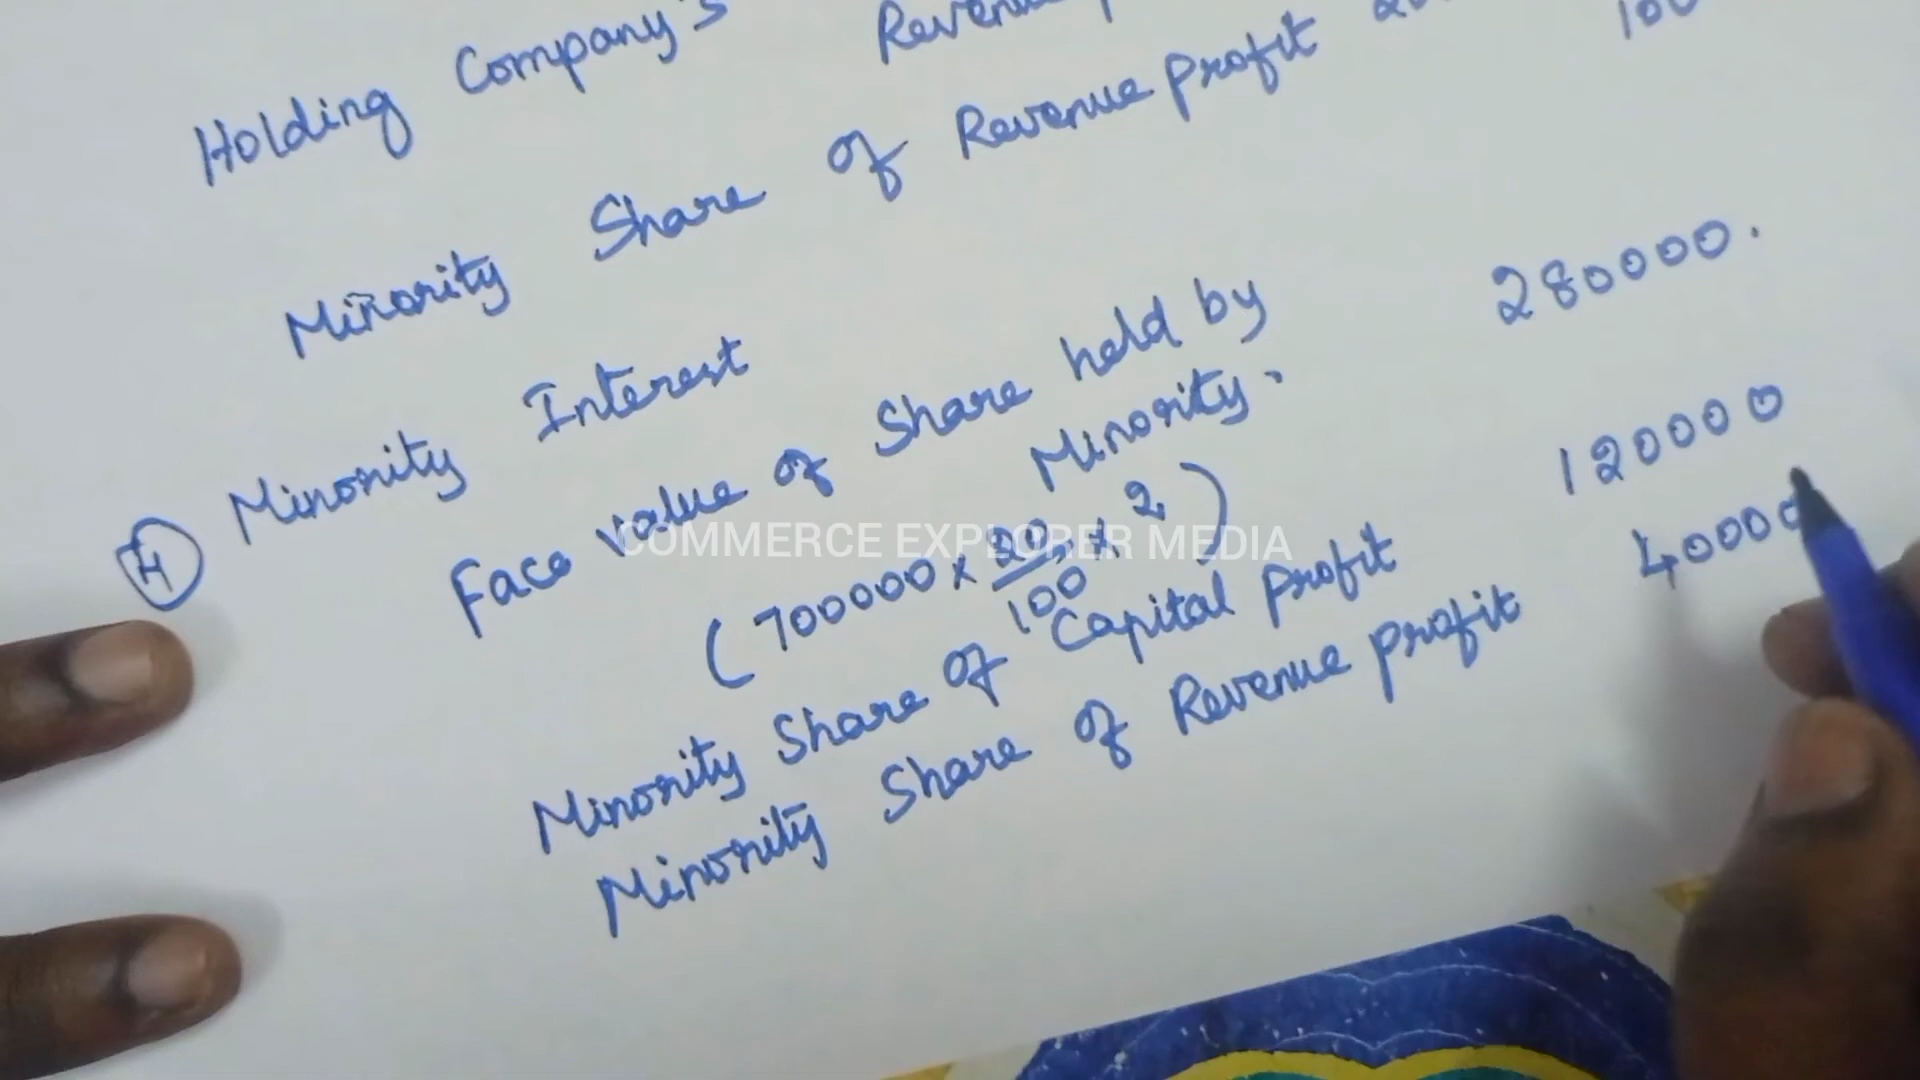 Holding Company's
Minority Share of Revenue profit
④ Minority Interest
Face value of Share held by Minority. 280000.
(700000 × 20/100 × 2)
Minority Share of Capital profit 120000
Minority Share of Revenue profit 40000
COMMERCE EXPLORER MEDIA